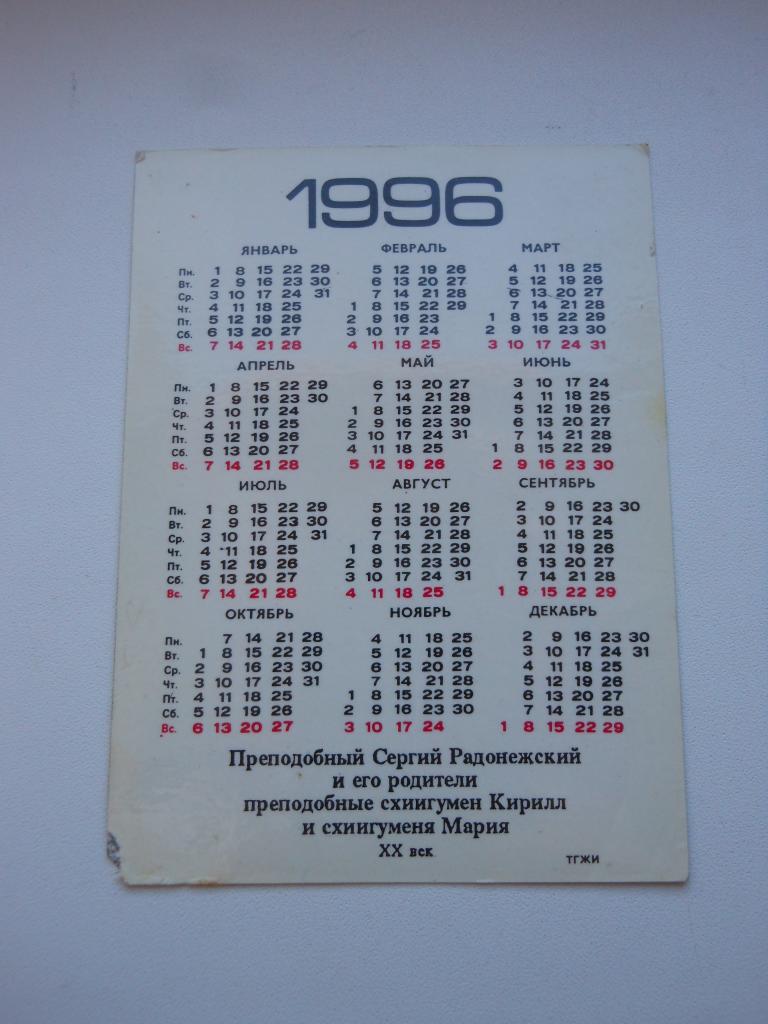 1996
ЯНВАРЬ ФЕВРАЛЬ МАРТ
Пн. 1 8 15 22 29 5 12 19 26 4 11 18 25
Вт. 2 9 16 23 30 6 13 20 27 5 12 19 26
Ср. 3 10 17 24 31 7 14 21 28 6 13 20 27
Чт. 4 11 18 25 1 8 15 22 29 7 14 21 28
Пт. 5 12 19 26 2 9 16 23 1 8 15 22 29
Сб. 6 13 20 27 3 10 17 24 2 9 16 23 30
Вс. 7 14 21 28 4 11 18 25 3 10 17 24 31
АПРЕЛЬ МАЙ ИЮНЬ
Пн. 1 8 15 22 29 6 13 20 27 3 10 17 24
Вт. 2 9 16 23 30 7 14 21 28 4 11 18 25
Ср. 3 10 17 24 1 8 15 22 29 5 12 19 26
Чт. 4 11 18 25 2 9 16 23 30 6 13 20 27
Пт. 5 12 19 26 3 10 17 24 31 7 14 21 28
Сб. 6 13 20 27 4 11 18 25 1 8 15 22 29
Вс. 7 14 21 28 5 12 19 26 2 9 16 23 30
ИЮЛЬ АВГУСТ СЕНТЯБРЬ
Пн. 1 8 15 22 29 5 12 19 26 2 9 16 23 30
Вт. 2 9 16 23 30 6 13 20 27 3 10 17 24
Ср. 3 10 17 24 31 7 14 21 28 4 11 18 25
Чт. 4 11 18 25 1 8 15 22 29 5 12 19 26
Пт. 5 12 19 26 2 9 16 23 30 6 13 20 27
Сб. 6 13 20 27 3 10 17 24 31 7 14 21 28
Вс. 7 14 21 28 4 11 18 25 1 8 15 22 29
ОКТЯБРЬ НОЯБРЬ ДЕКАБРЬ
Пн. 7 14 21 28 4 11 18 25 2 9 16 23 30
Вт. 1 8 15 22 29 5 12 19 26 3 10 17 24 31
Ср. 2 9 16 23 30 6 13 20 27 4 11 18 25
Чт. 3 10 17 24 31 7 14 21 28 5 12 19 26
Пт. 4 11 18 25 1 8 15 22 29 6 13 20 27
Сб. 5 12 19 26 2 9 16 23 30 7 14 21 28
Вс. 6 13 20 27 3 10 17 24 1 8 15 22 29
Преподобный Сергий Радонежский
и его родители
преподобные схиигумен Кирилл
и схиигуменя Мария
XX век
ТГЖИ